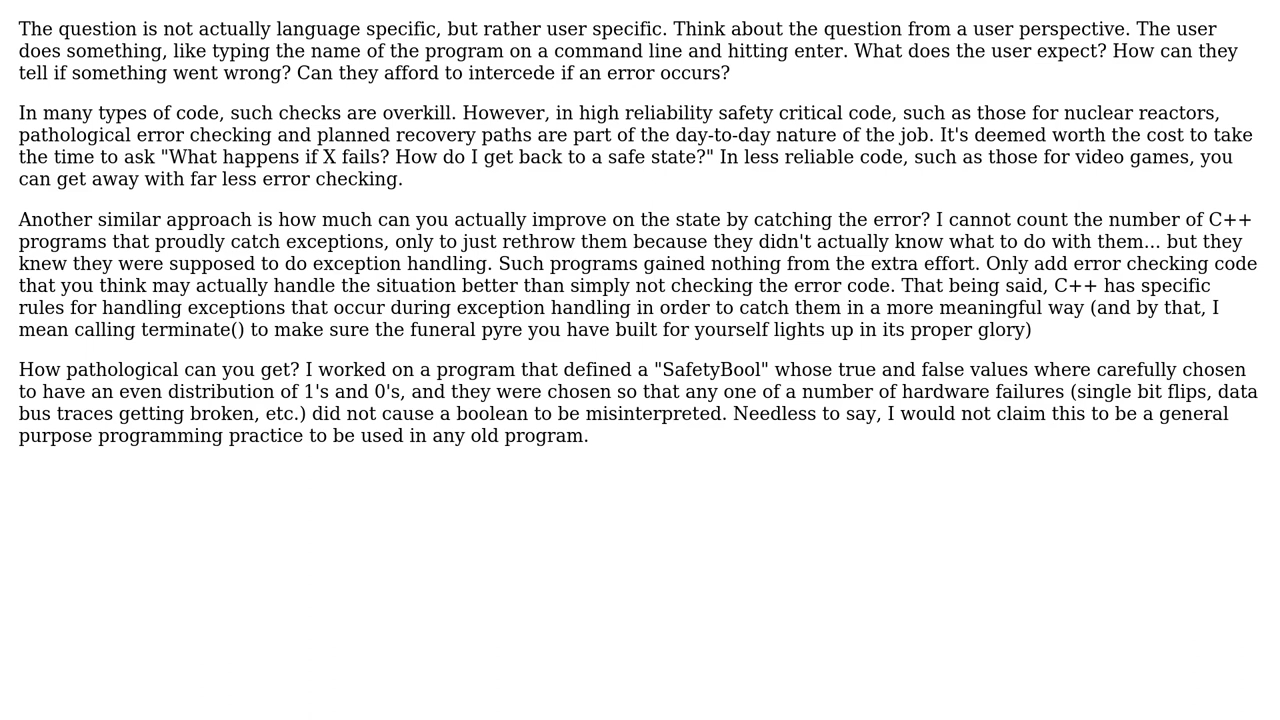 The question is not actually language specific, but rather user specific. Think about the question from a user perspective. The user
does something, like typing the name of the program on a command line and hitting enter. What does the user expect? How can they
tell if something went wrong? Can they afford to intercede if an error occurs?
In many types of code, such checks are overkill. However, in high reliability safety critical code, such as those for nuclear reactors,
pathological error checking and planned recovery paths are part of the day-to-day nature of the job. It's deemed worth the cost to take
the time to ask "What happens if X fails? How do I get back to a safe state?" In less reliable code, such as those for video games, you
can get away with far less error checking.
Another similar approach is how much can you actually improve on the state by catching the error? I cannot count the number of C++
programs that proudly catch exceptions, only to just rethrow them because they didn't actually know what to do with them... but they
knew they were supposed to do exception handling. Such programs gained nothing from the extra effort. Only add error checking code
that you think may actually handle the situation better than simply not checking the error code. That being said, C++ has specific
rules for handling exceptions that occur during exception handling in order to catch them in a more meaningful way (and by that, I
mean calling terminate() to make sure the funeral pyre you have built for yourself lights up in its proper glory)
How pathological can you get? I worked on a program that defined a "SafetyBool" whose true and false values where carefully chosen
to have an even distribution of 1's and 0's, and they were chosen so that any one of a number of hardware failures (single bit flips, data
bus traces getting broken, etc.) did not cause a boolean to be misinterpreted. Needless to say, I would not claim this to be a general
purpose programming practice to be used in any old program.